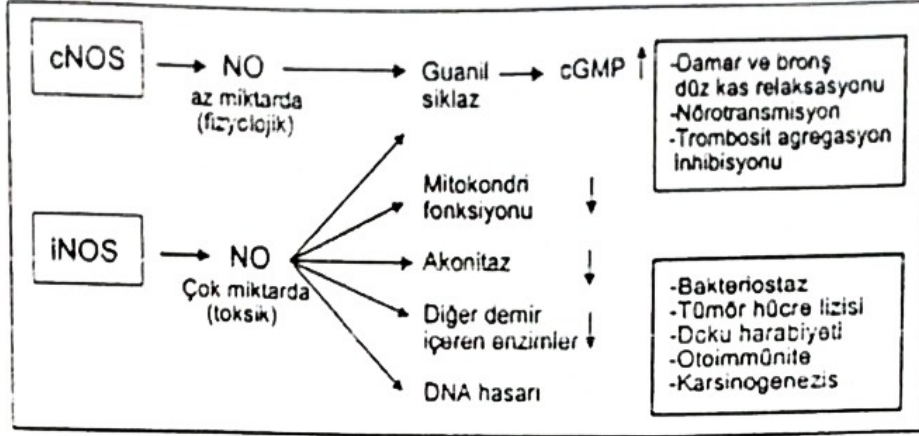 cNOS
NO
az miktarda
(fizyolojik)
Guanil
siklaz
cGMP
-Damar ve bronş
düz kas relaksasyonu
-Nörotransmisyon
-Trombosit agregasyon
inhibisyonu
Mitokondri
fonksiyonu
iNOS
NO
Çok miktarda
(toksik)
Akonitaz
Diğer demir
içeren enzimler
DNA hasarı
-Bakteriostaz
-Tümör hücre lizisi
-Doku harabiyeti
-Otoimmünite
-Karsinogenezis